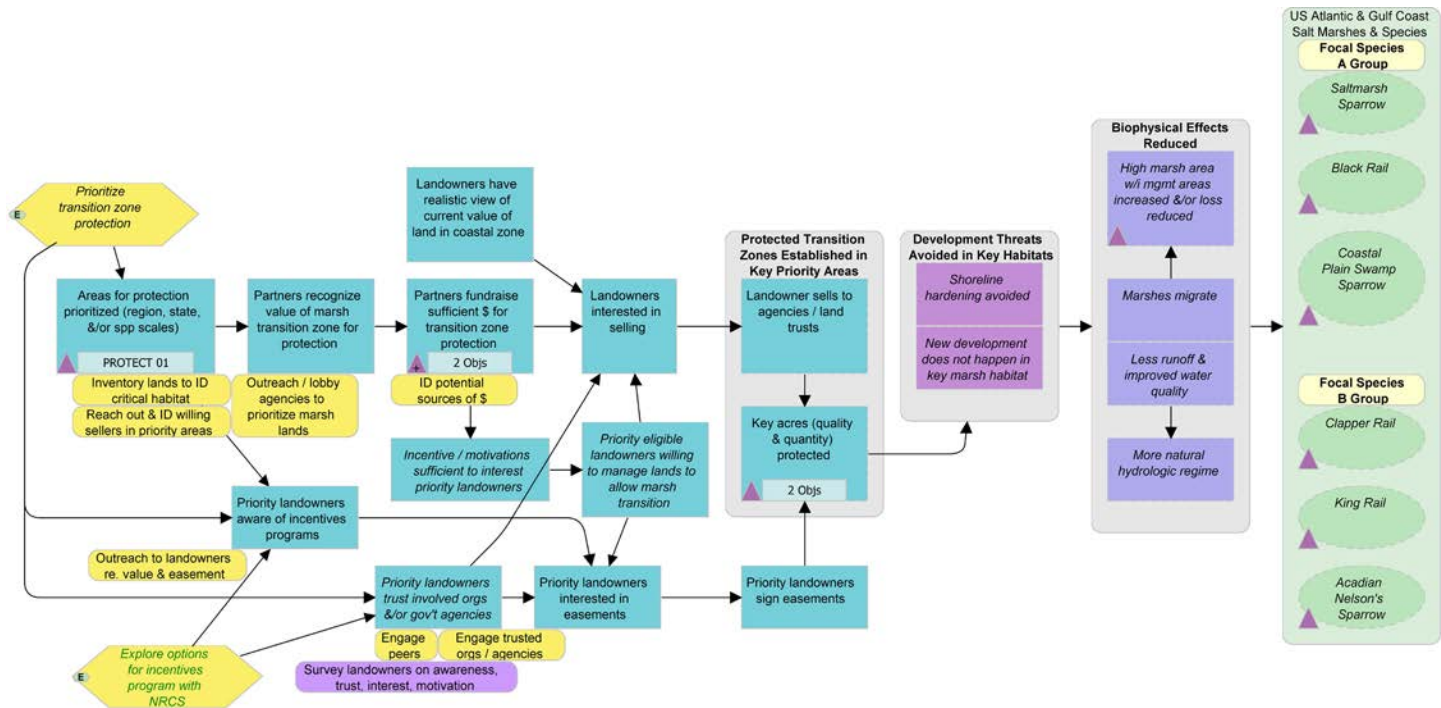 US Atlantic & Gulf Coast
Salt Marshes & Species
Focal Species
A Group
Saltmarsh
Sparrow
Black Rail
Coastal
Plain Swamp
Sparrow
Focal Species
B Group
Clapper Rail
King Rail
Acadian
Nelson's
Sparrow
Biophysical Effects
Reduced
High marsh area
w/i mgmt areas
increased &/or loss
reduced
Marshes migrate
Less runoff &
improved water
quality
More natural
hydrologic regime
Development Threats
Avoided in Key Habitats
Shoreline
hardening avoided
New development
does not happen in
key marsh habitat
Protected Transition
Zones Established in
Key Priority Areas
Landowner sells to
agencies / land
trusts
Key acres (quality
& quantity)
protected
2 Objs
Landowners have
realistic view of
current value of
land in coastal zone
Landowners
interested in
selling
E
Prioritize
transition zone
protection
Areas for protection
prioritized (region, state,
&/or spp scales)
PROTECT 01
Inventory lands to ID
critical habitat
Reach out & ID willing
sellers in priority areas
Partners recognize
value of marsh
transition zone for
protection
Outreach / lobby
agencies to
prioritize marsh
lands
Partners fundraise
sufficient $ for
transition zone
protection
+
2 Objs
ID potential
sources of $
Incentive / motivations
sufficient to interest
priority landowners
Priority eligible
landowners willing
to manage lands to
allow marsh
transition
Priority landowners
aware of incentives
programs
Outreach to landowners
re. value & easement
Priority landowners
trust involved orgs
&/or gov't agencies
Engage
peers
Engage trusted
orgs / agencies
Survey landowners on awareness,
trust, interest, motivation
Priority landowners
interested in
easements
Priority landowners
sign easements
E
Explore options
for incentives
program with
NRCS